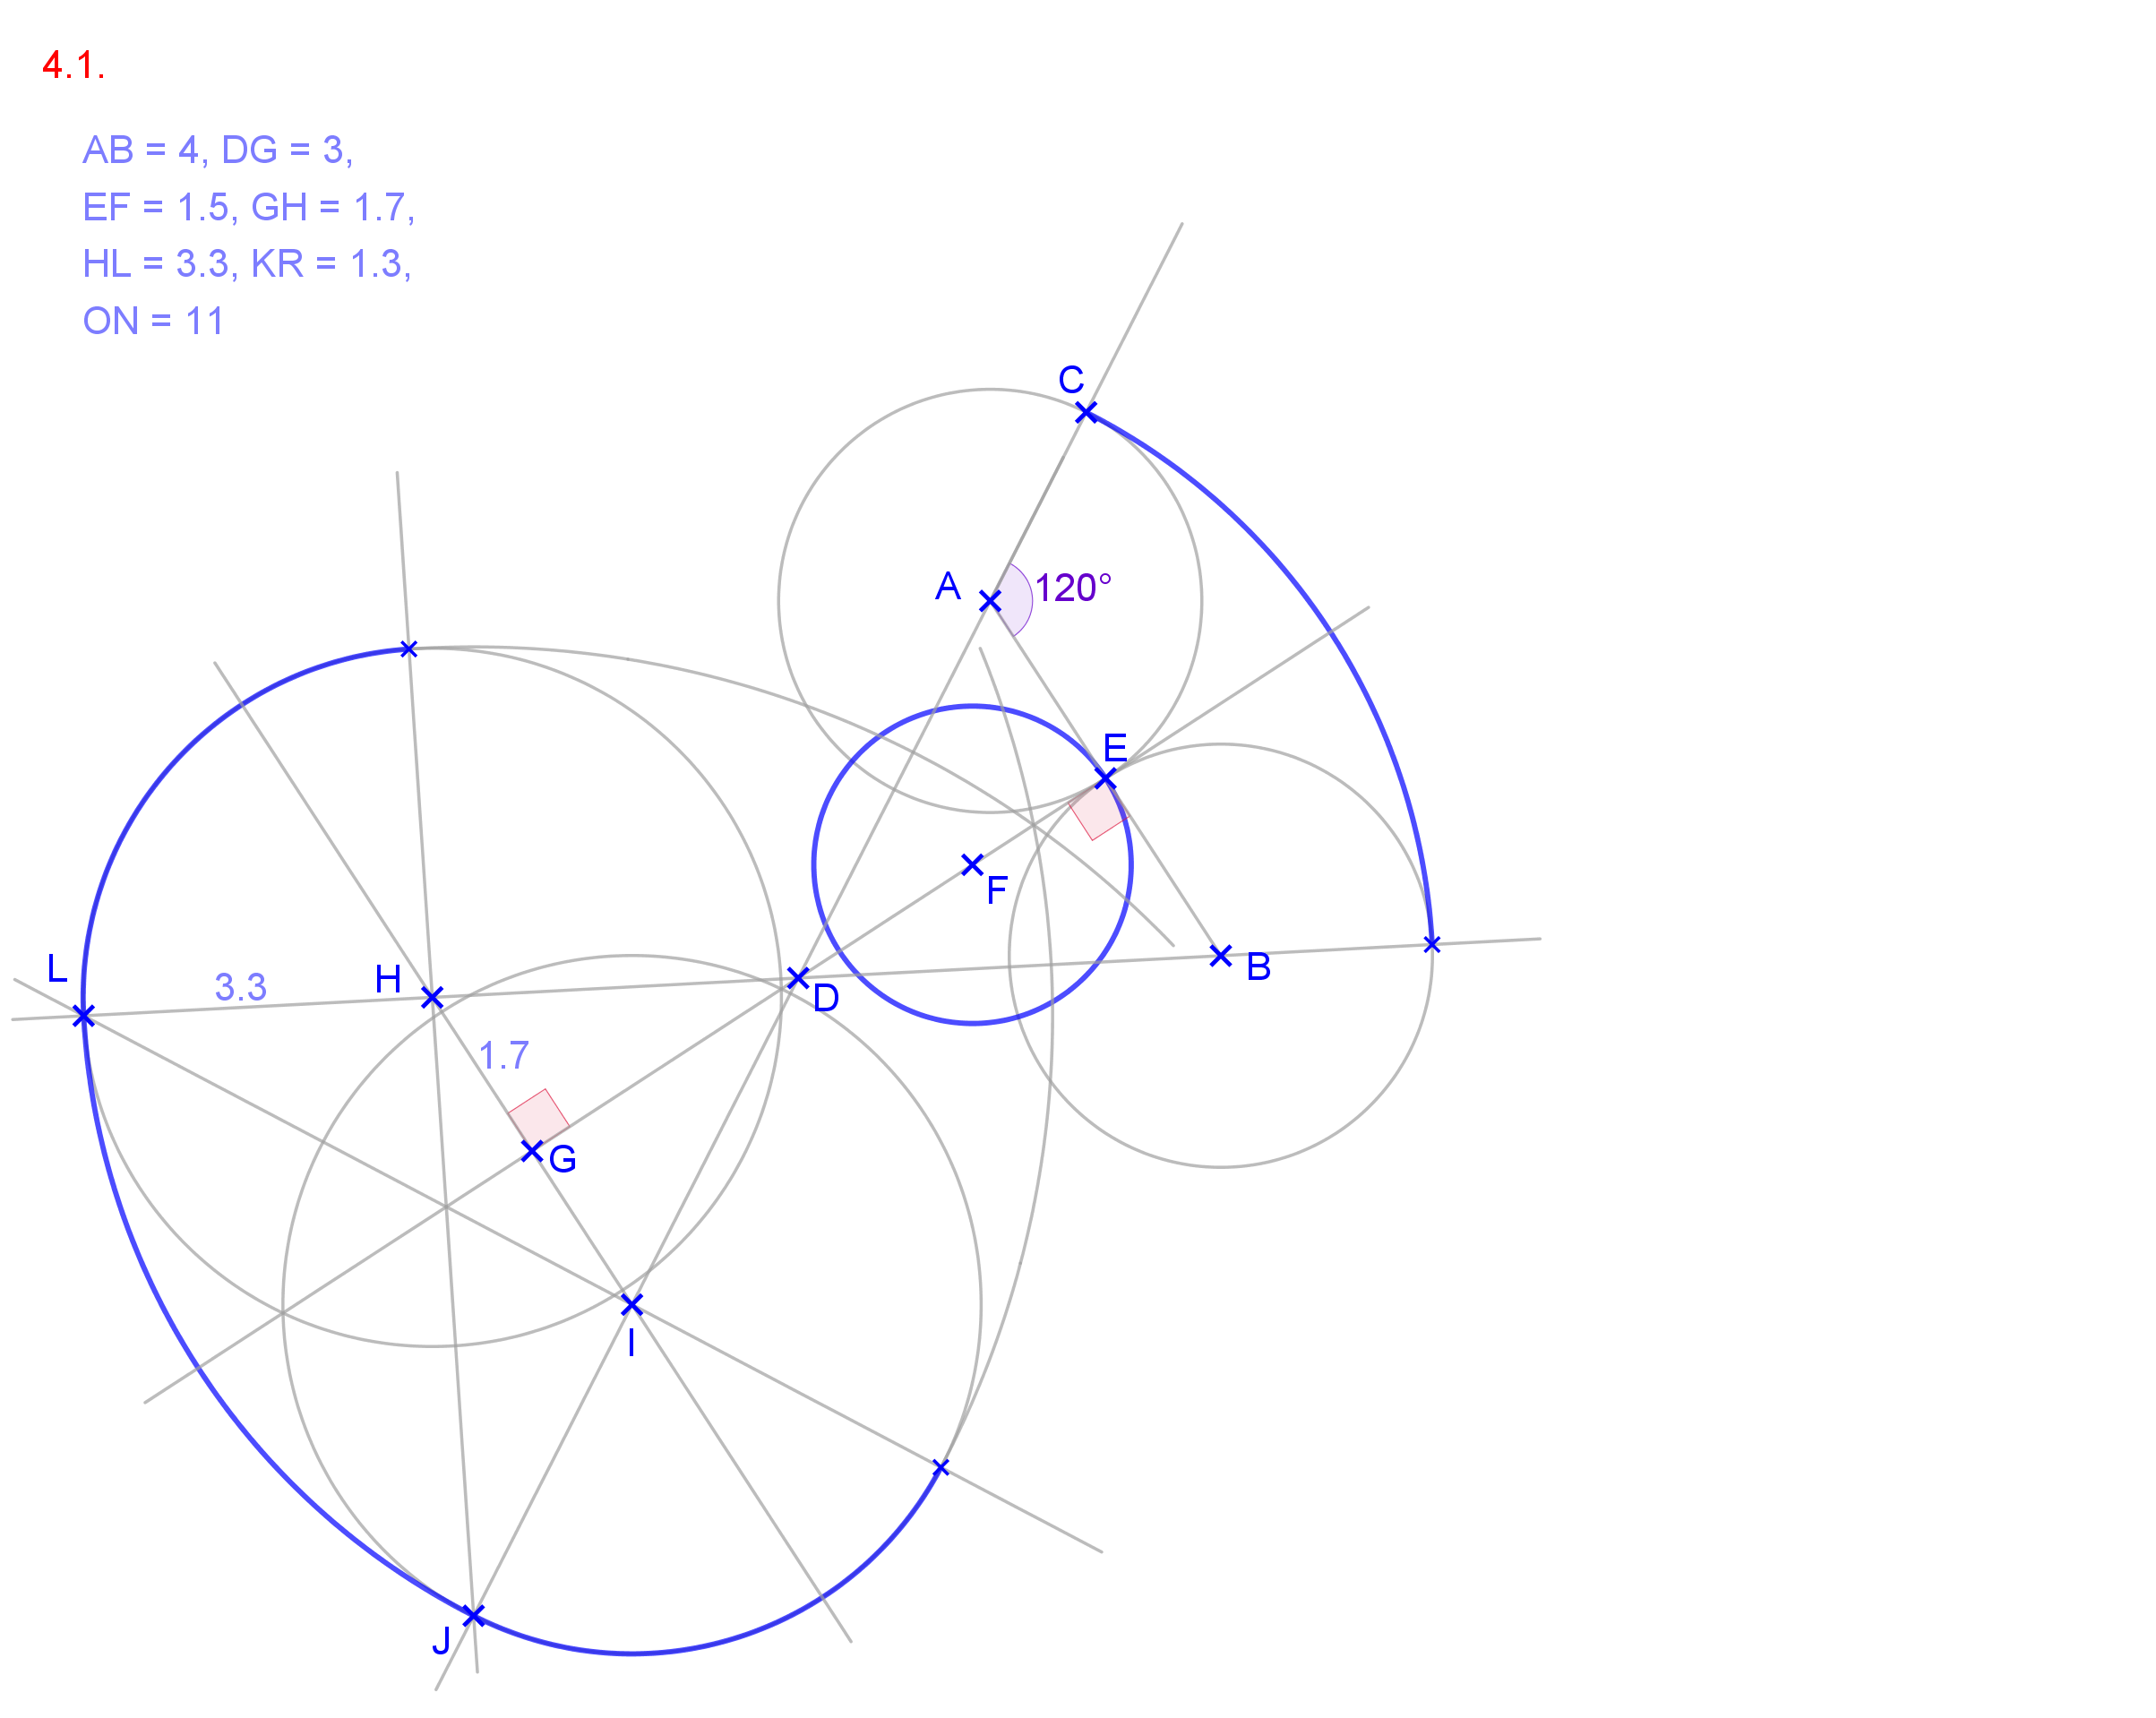 4.1.
AB = 4, DG = 3,
EF = 1.5, GH = 1.7,
HL = 3.3, KR = 1.3,
ON = 11
C
A
120°
E
F
L
3.3
H
D
B
1.7
G
I
J